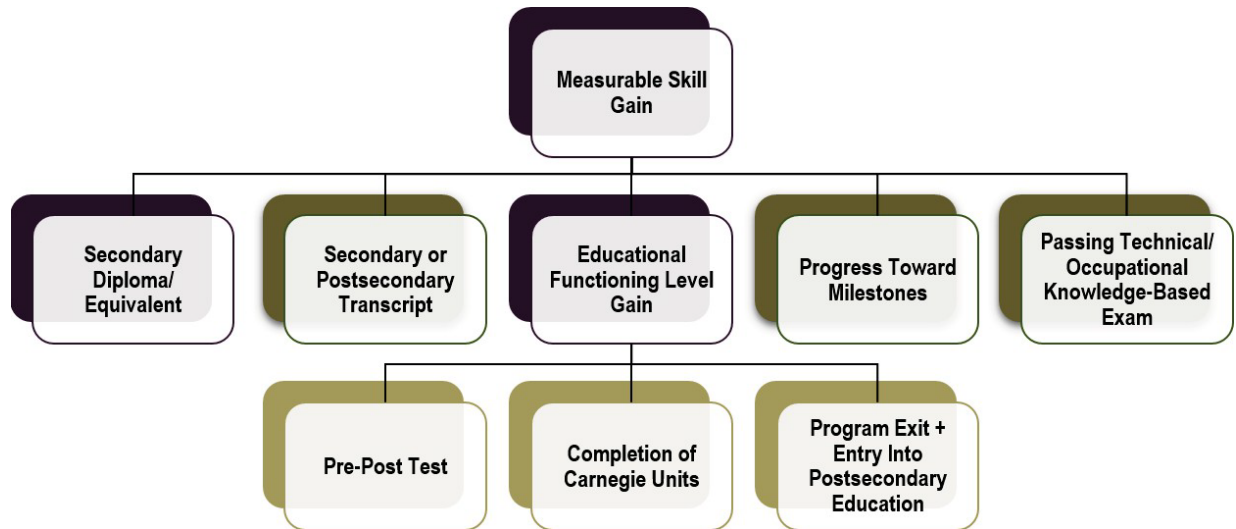 Measurable Skill
Gain
Secondary
Diploma/
Equivalent
Secondary or
Postsecondary
Transcript
Educational
Functioning Level
Gain
Progress Toward
Milestones
Passing Technical/
Occupational
Knowledge-Based
Exam
Pre-Post Test
Completion of
Carnegie Units
Program Exit +
Entry Into
Postsecondary
Education